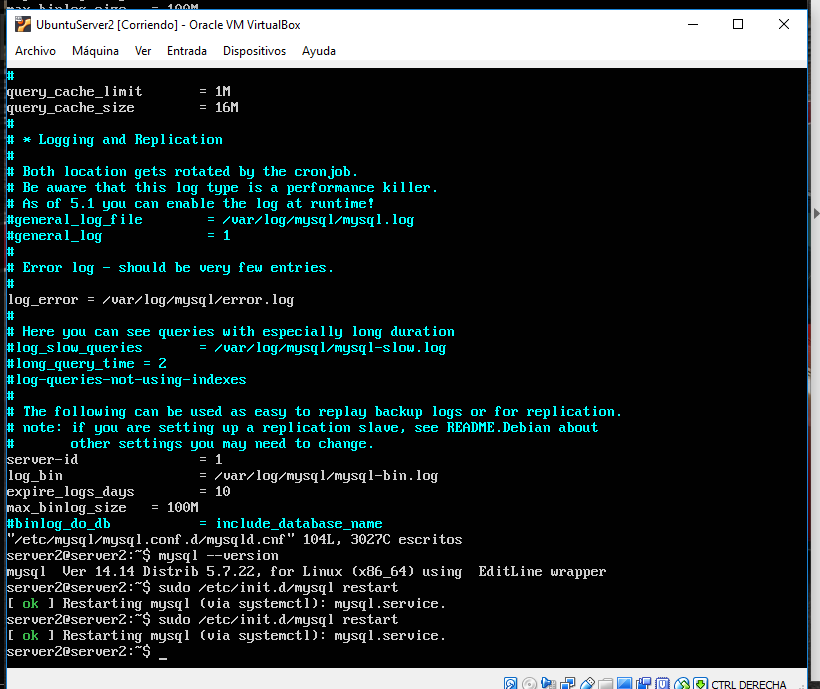 max_binlog_size = 100M
UbuntuServer2 [Corriendo] - Oracle VM VirtualBox
Archivo Máquina Ver Entrada Dispositivos Ayuda
#
query_cache_limit       = 1M
query_cache_size        = 16M
#
# * Logging and Replication
#
# Both location gets rotated by the cronjob.
# Be aware that this log type is a performance killer.
# As of 5.1 you can enable the log at runtime!
#general_log_file        = /var/log/mysql/mysql.log
#general_log             = 1
#
# Error log - should be very few entries.
#
log_error = /var/log/mysql/error.log
#
# Here you can see queries with especially long duration
#log_slow_queries       = /var/log/mysql/mysql-slow.log
#long_query_time = 2
#log-queries-not-using-indexes
#
# The following can be used as easy to replay backup logs or for replication.
# note: if you are setting up a replication slave, see README.Debian about
#       other settings you may need to change.
server-id               = 1
log_bin                 = /var/log/mysql/mysql-bin.log
expire_logs_days        = 10
max_binlog_size   = 100M
#binlog_do_db           = include_database_name
"/etc/mysql/mysql.conf.d/mysqld.cnf" 104L, 3027C escritos
server2@server2:~$ mysql --version
mysql  Ver 14.14 Distrib 5.7.22, for Linux (x86_64) using  EditLine wrapper
server2@server2:~$ sudo /etc/init.d/mysql restart
[ ok ] Restarting mysql (via systemctl): mysql.service.
server2@server2:~$ sudo /etc/init.d/mysql restart
[ ok ] Restarting mysql (via systemctl): mysql.service.
server2@server2:~$ _
CTRL DERECHA